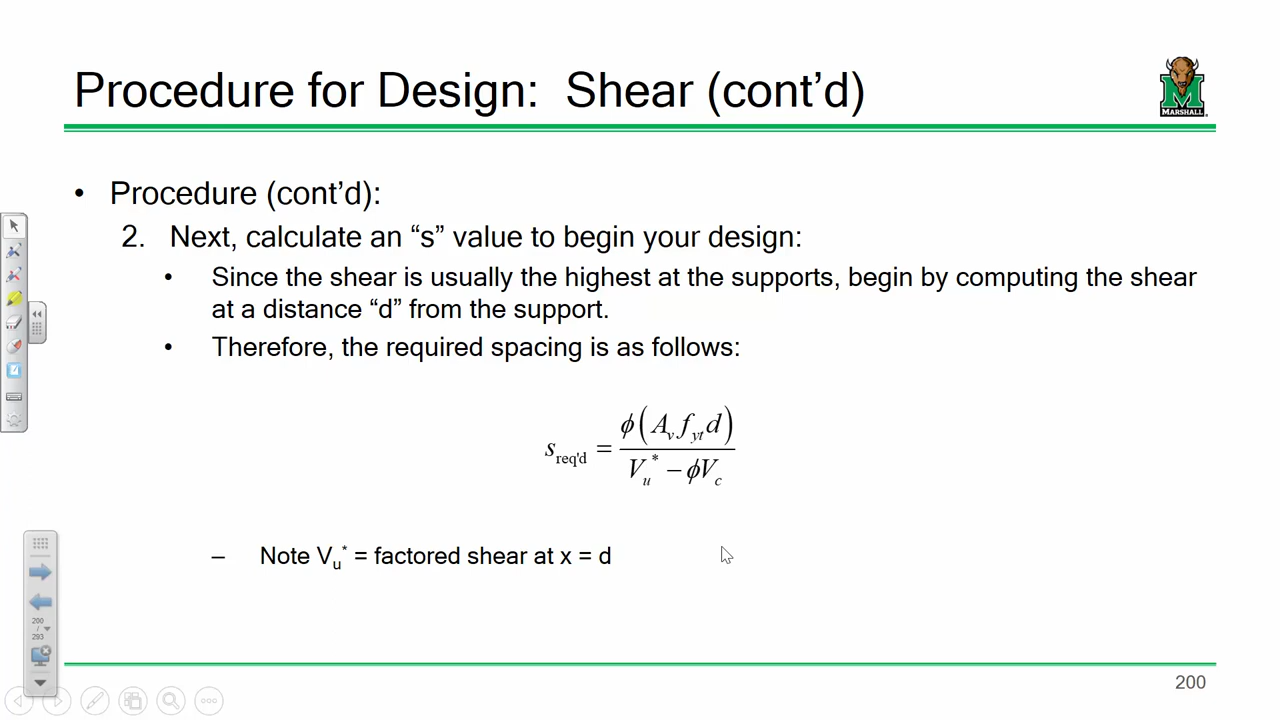 Procedure for Design:  Shear (cont’d)
MARSHALL
• Procedure (cont’d):
2. Next, calculate an “s” value to begin your design:
• Since the shear is usually the highest at the supports, begin by computing the shear
at a distance “d” from the support.
• Therefore, the required spacing is as follows:
s_req'd = ϕ(A_v f_yt d) / (V_u* − ϕV_c)
– Note V_u* = factored shear at x = d
200
/
293
200